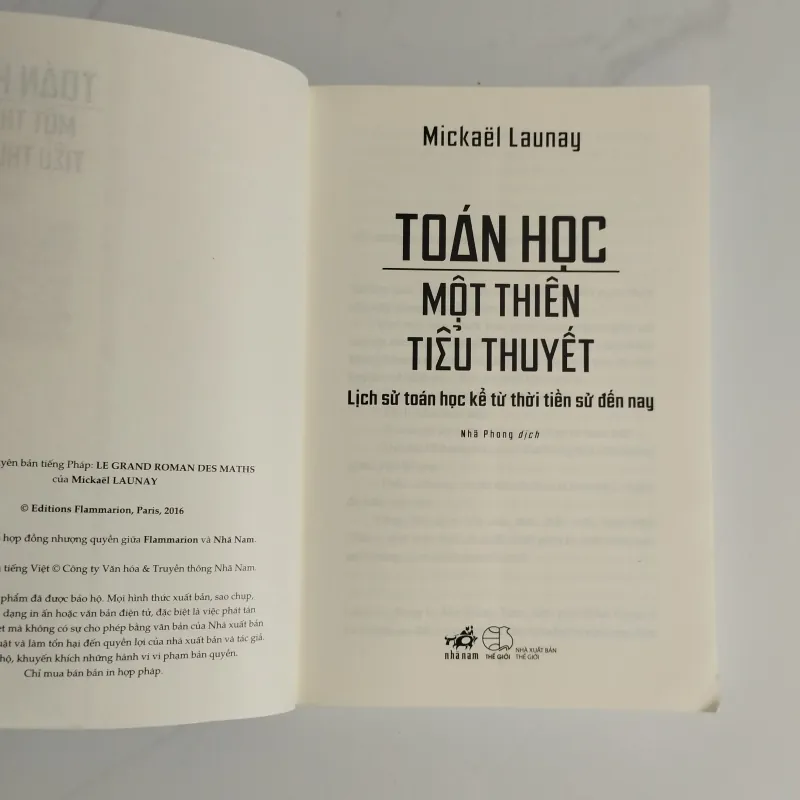 yên bản tiếng Pháp: LE GRAND ROMAN DES MATHS
của Mickaël LAUNAY
© Editions Flammarion, Paris, 2016
hợp đồng nhượng quyền giữa Flammarion và Nhã Nam.
tiếng Việt © Công ty Văn hóa & Truyền thông Nhã Nam.
phẩm đã được bảo hộ. Mọi hình thức xuất bản, sao chụp,
dạng in ấn hoặc văn bản điện tử, đặc biệt là việc phát tán
mà không có sự cho phép bằng văn bản của Nhà xuất bản
và làm tổn hại đến quyền lợi của nhà xuất bản và tác giả.
hộ, khuyến khích những hành vi vi phạm bản quyền.
Chỉ mua bán bản in hợp pháp.
Mickaël Launay
TOÁN HỌC
MỘT THIÊN
TIỂU THUYẾT
Lịch sử toán học kể từ thời tiền sử đến nay
Nhã Phong dịch
nhã nam
THẾ GIỚI
NHÀ XUẤT BẢN
THẾ GIỚI